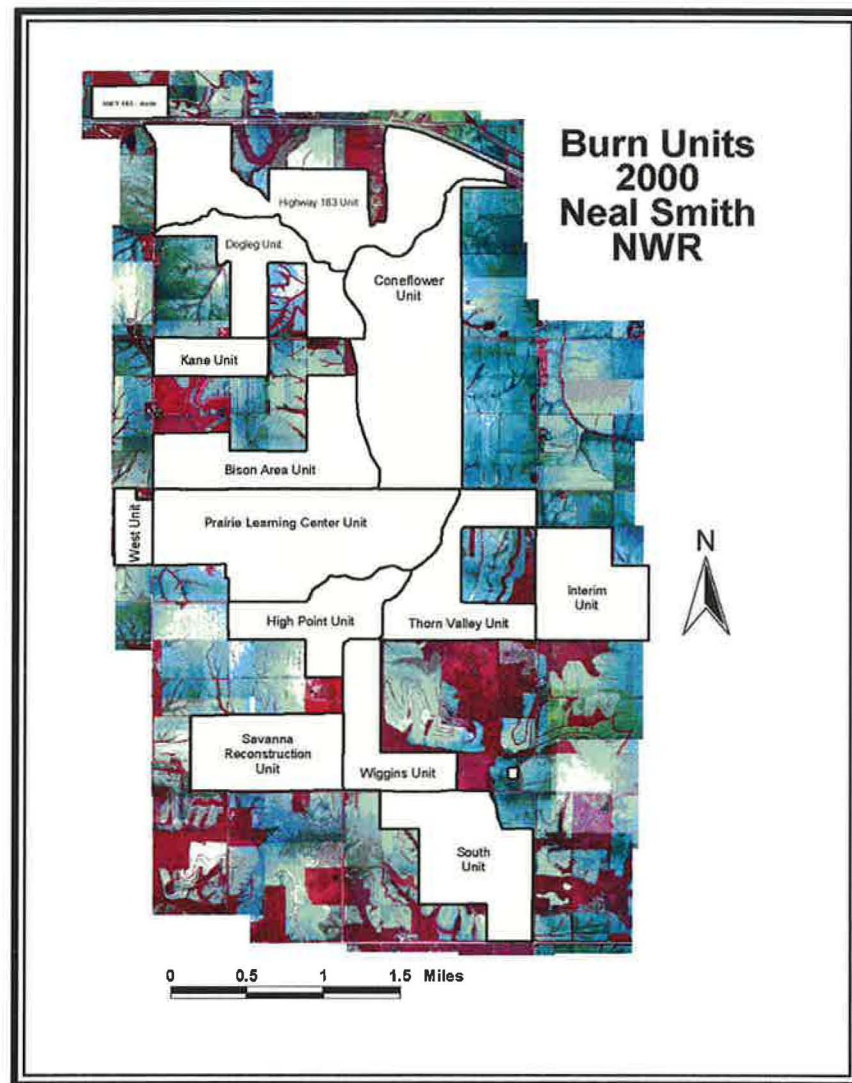 HWY 163 -
Burn Units
2000
Neal Smith
NWR
Highway 163 Unit
Dogleg Unit
Coneflower
Unit
Kane Unit
Bison Area Unit
West Unit
Prairie Learning Center Unit
N
Interim
Unit
High Point Unit
Thorn Valley Unit
Savanna
Reconstruction
Unit
Wiggins Unit
South
Unit
0 0.5 1 1.5 Miles